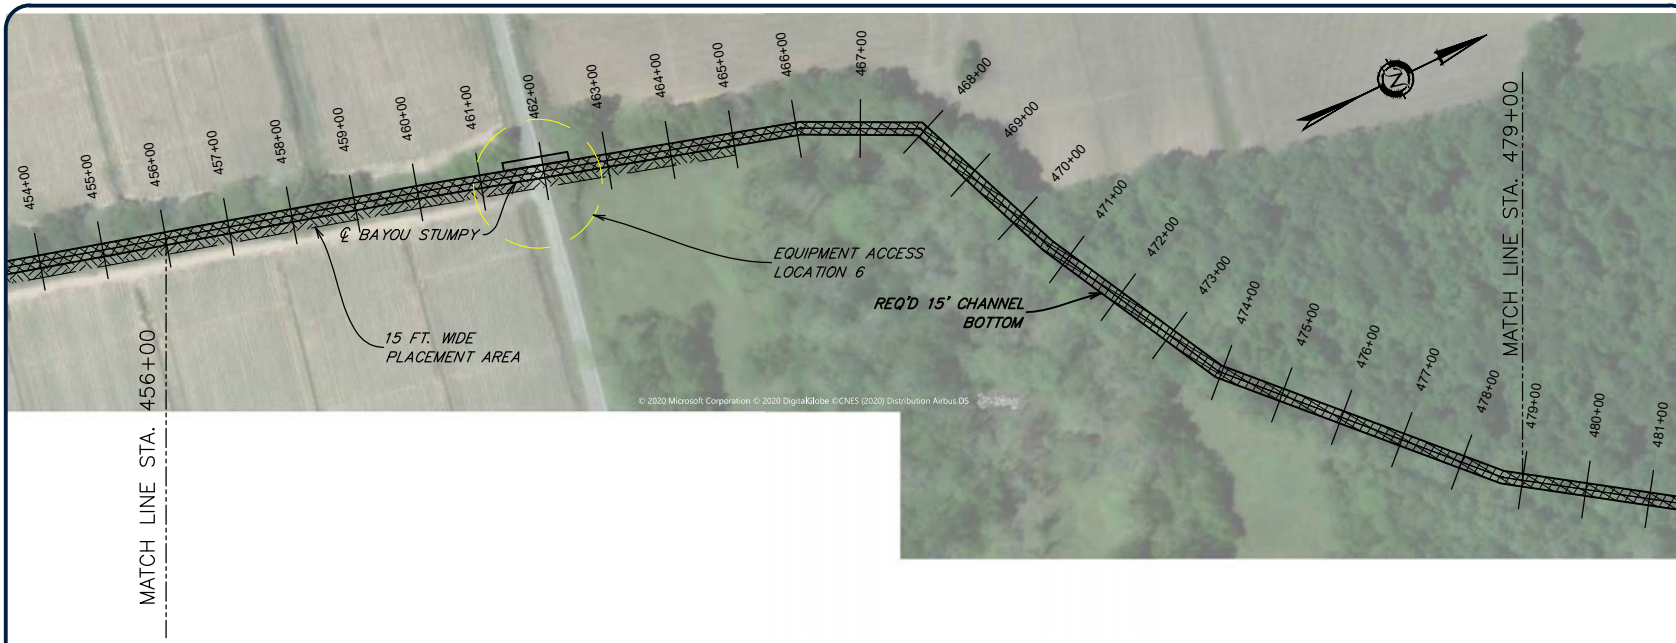 454+00
455+00
456+00
457+00
458+00
459+00
460+00
461+00
462+00
463+00
464+00
465+00
466+00
467+00
468+00
469+00
470+00
471+00
472+00
473+00
474+00
475+00
476+00
477+00
478+00
479+00
480+00
481+00
N
MATCH LINE STA. 479+00
℄ BAYOU STUMPY
EQUIPMENT ACCESS
LOCATION 6
REQ'D 15' CHANNEL
BOTTOM
15 FT. WIDE
PLACEMENT AREA
MATCH LINE STA. 456+00
© 2020 Microsoft Corporation © 2020 DigitalGlobe ©CNES (2020) Distribution Airbus DS